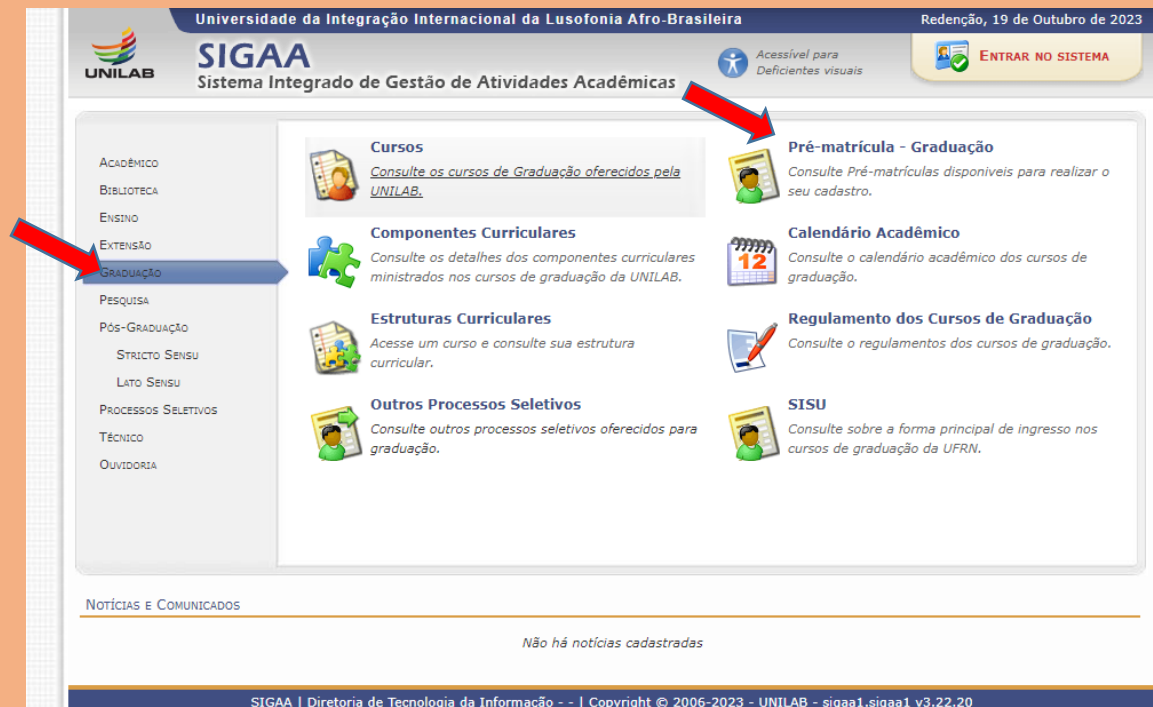 Universidade da Integração Internacional da Lusofonia Afro-Brasileira
Redenção, 19 de Outubro de 2023
UNILAB
SIGAA
Sistema Integrado de Gestão de Atividades Acadêmicas
Acessível para
Deficientes visuais
ENTRAR NO SISTEMA
ACADÊMICO
BIBLIOTECA
ENSINO
EXTENSÃO
GRADUAÇÃO
PESQUISA
PÓS-GRADUAÇÃO
STRICTO SENSU
LATO SENSU
PROCESSOS SELETIVOS
TÉCNICO
OUVIDORIA
Cursos
Consulte os cursos de Graduação oferecidos pela
UNILAB.
Pré-matrícula - Graduação
Consulte Pré-matrículas disponiveis para realizar o
seu cadastro.
Componentes Curriculares
Consulte os detalhes dos componentes curriculares
ministrados nos cursos de graduação da UNILAB.
12
Calendário Acadêmico
Consulte o calendário acadêmico dos cursos de
graduação.
Estruturas Curriculares
Acesse um curso e consulte sua estrutura
curricular.
Regulamento dos Cursos de Graduação
Consulte o regulamentos dos cursos de graduação.
Outros Processos Seletivos
Consulte outros processos seletivos oferecidos para
graduação.
SISU
Consulte sobre a forma principal de ingresso nos
cursos de graduação da UFRN.
NOTÍCIAS E COMUNICADOS
Não há notícias cadastradas
SIGAA | Diretoria de Tecnologia da Informação - - | Copyright © 2006-2023 - UNILAB - sigaa1.sigaa1 v3.22.20